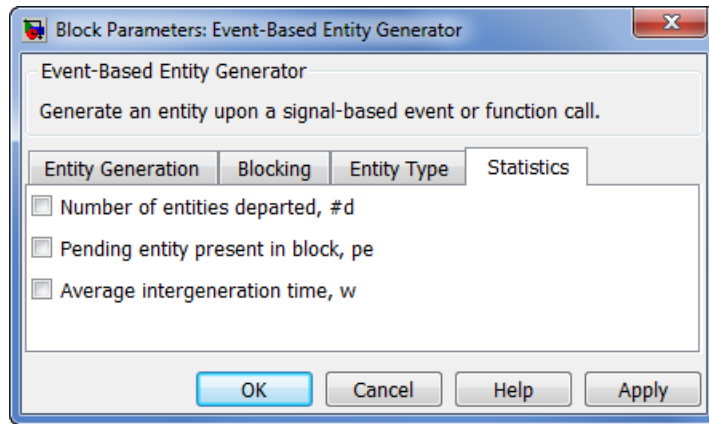 Block Parameters: Event-Based Entity Generator
Event-Based Entity Generator
Generate an entity upon a signal-based event or function call.
Entity Generation Blocking Entity Type Statistics
Number of entities departed, #d
Pending entity present in block, pe
Average intergeneration time, w
OK Cancel Help Apply